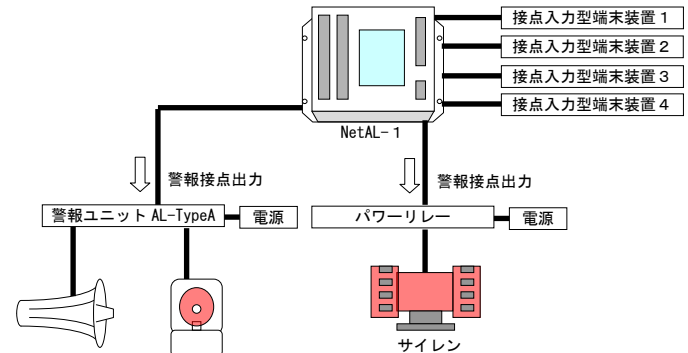 接点入力型端末装置1
接点入力型端末装置2
接点入力型端末装置3
接点入力型端末装置4
NetAL-1
警報接点出力
警報接点出力
警報ユニット AL-TypeA
電源
パワーリレー
電源
サイレン